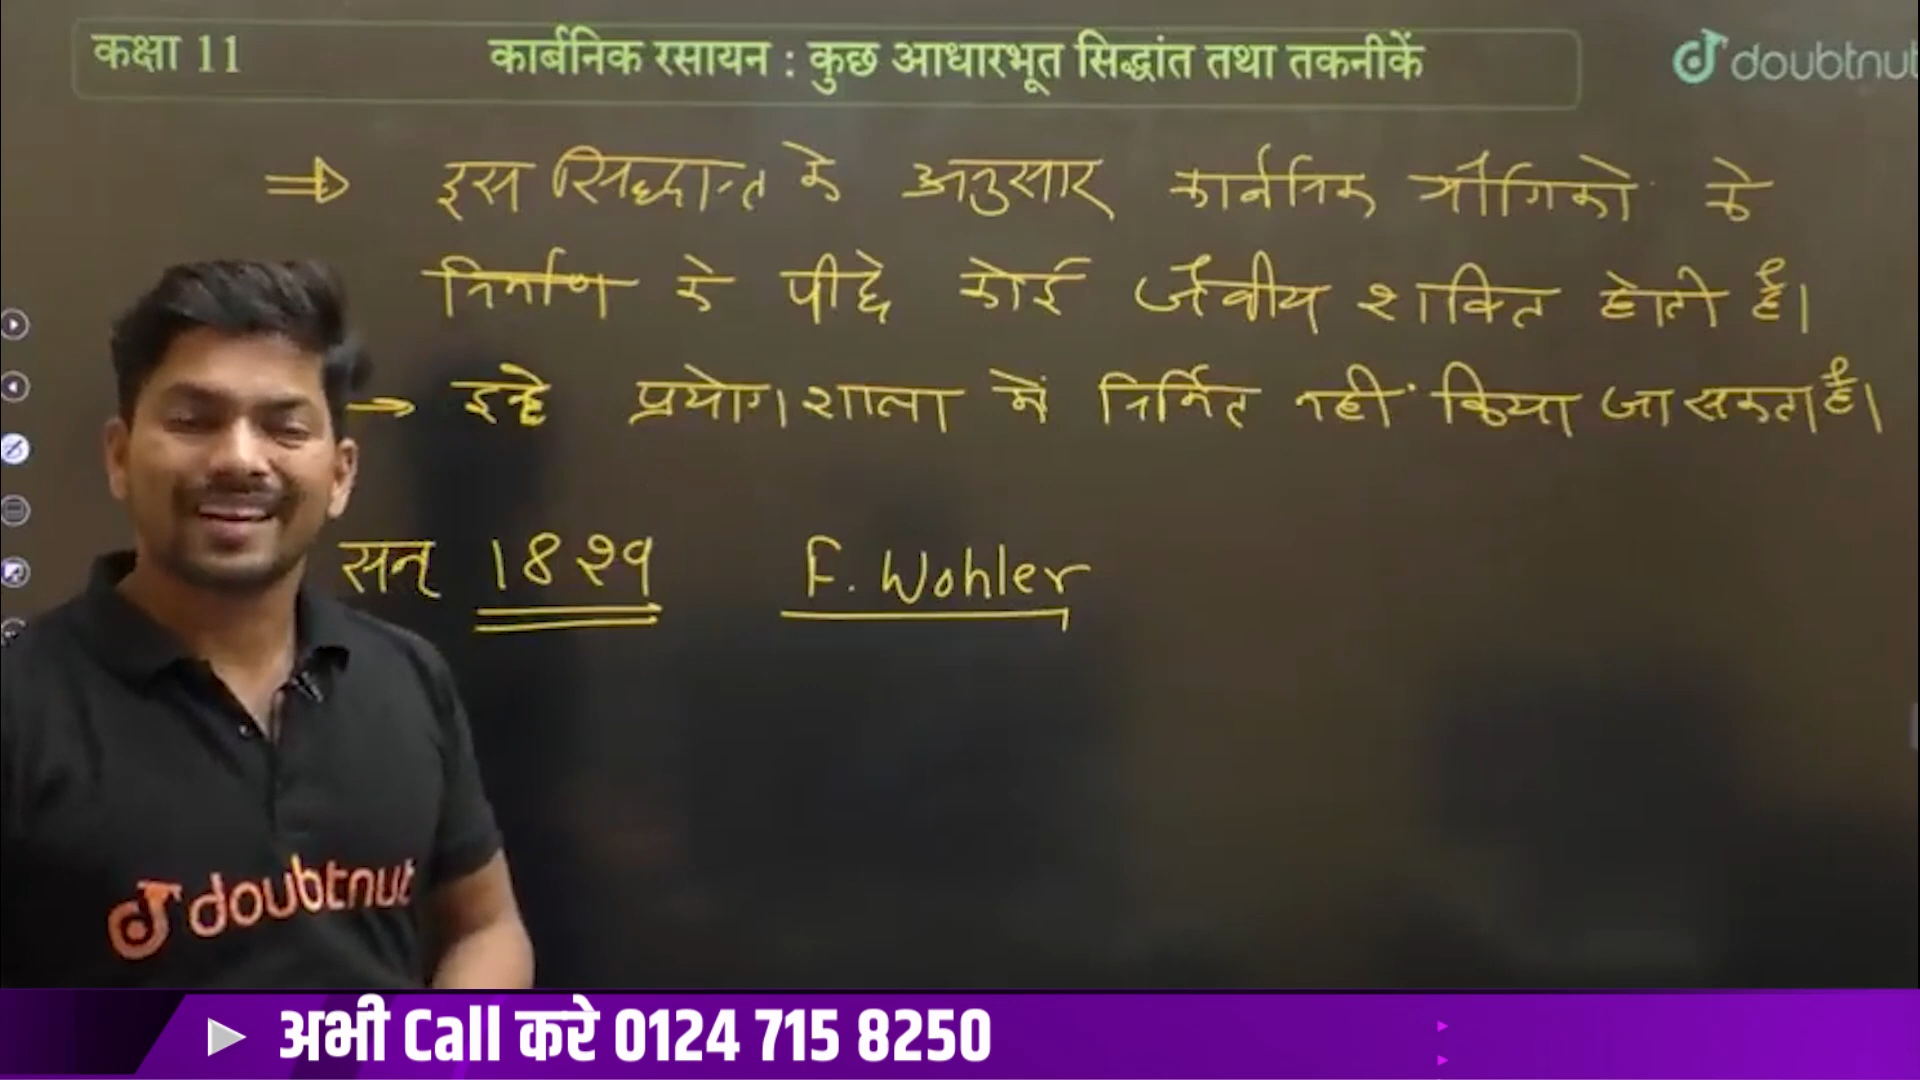 कक्षा 11
कार्बनिक रसायन : कुछ आधारभूत सिद्धांत तथा तकनीकें
doubtnut
⇒ इस सिद्धान्त के अनुसार कार्बनिक यौगिको के
निर्माण के पीछे कोई जैवीय शक्ति होती है।
→ इन्हे प्रयोगशाला में निर्मित नहीं किया जा सकता है।
सन् 18२९ F. Wohler
doubtnut
अभी Call करे 0124 715 8250